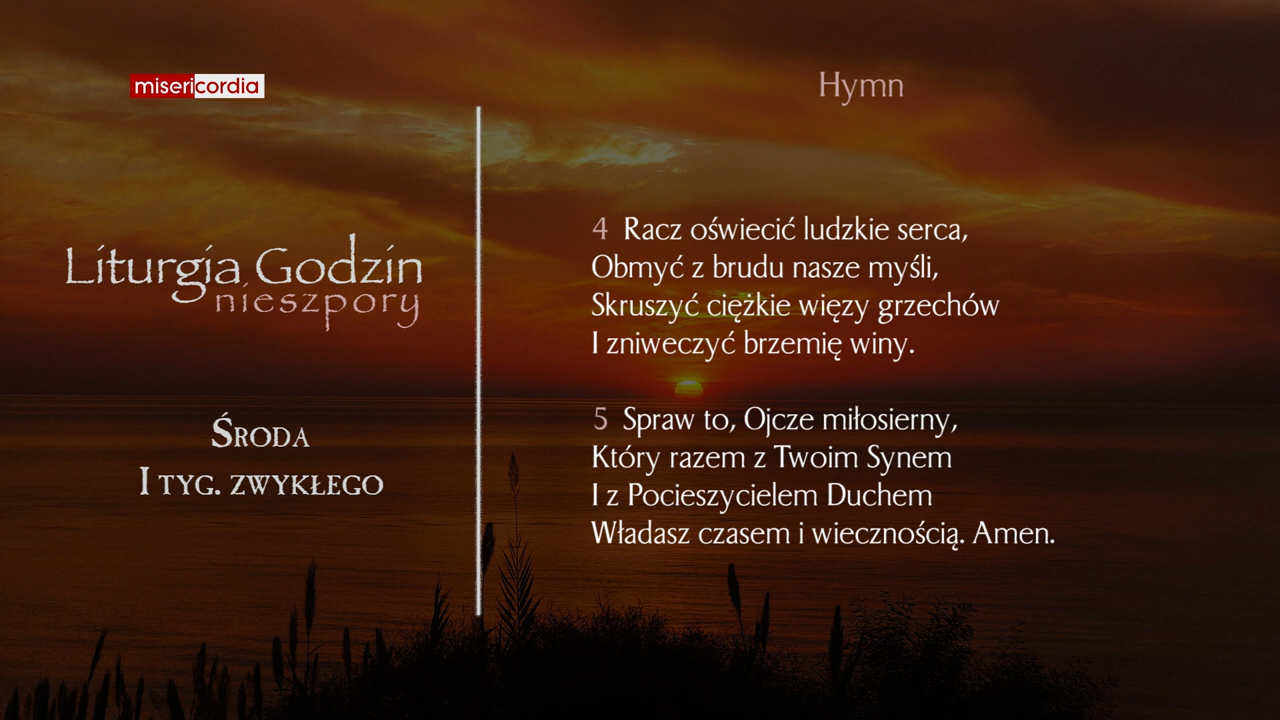 misericordia
Liturgia Godzin
nieszpory
Środa
I tyg. zwykłego
Hymn
4 Racz oświecić ludzkie serca,
Obmyć z brudu nasze myśli,
Skruszyć ciężkie więzy grzechów
I zniweczyć brzemię winy.
5 Spraw to, Ojcze miłosierny,
Który razem z Twoim Synem
I z Pocieszycielem Duchem
Władasz czasem i wiecznością. Amen.